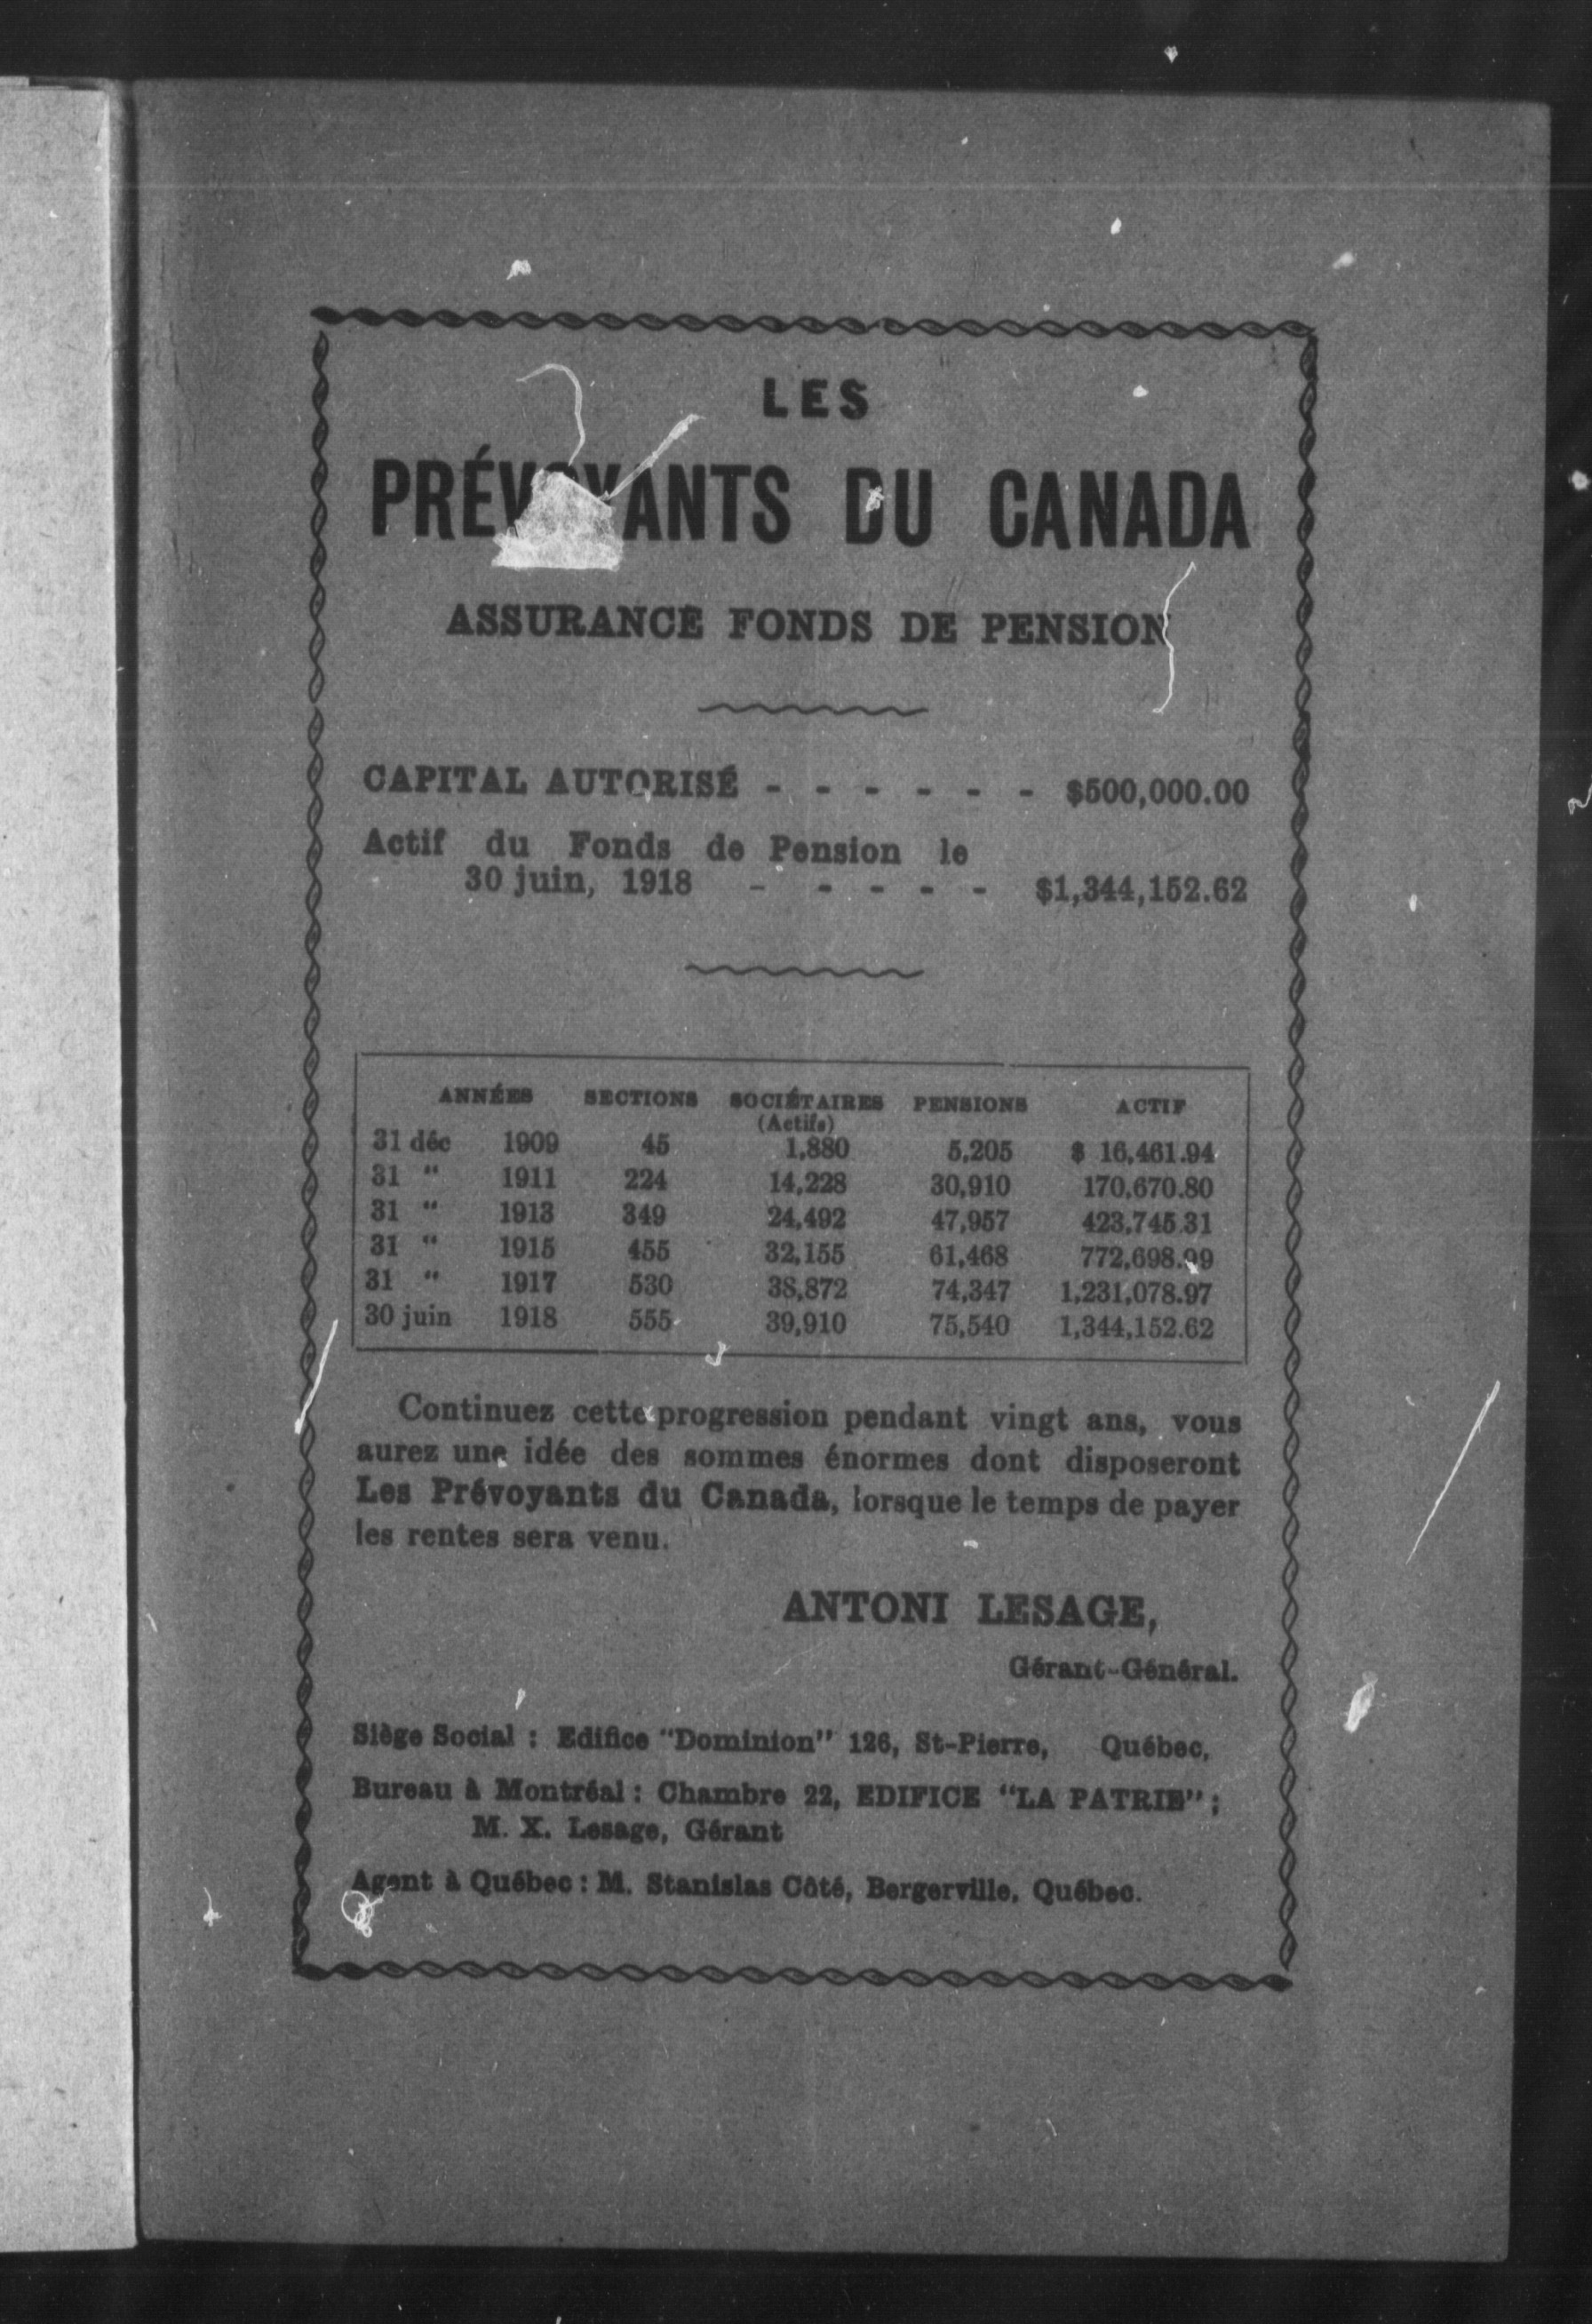 LES
PRÉVOYANTS DU CANADA
ASSURANCE FONDS DE PENSION
CAPITAL AUTORISÉ - - - - - - $500,000.00
Actif du Fonds de Pension le
30 juin, 1918 - - - - - $1,344,152.62
ANNÉES SECTIONS SOCIÉTAIRES PENSIONS ACTIF
(Actifs)
31 déc 1909 45 1,880 5,205 $ 16,461.94
31 " 1911 224 14,228 30,910 170,670.80
31 " 1913 349 24,492 47,957 423,745.31
31 " 1915 455 32,155 61,468 772,698.99
31 " 1917 530 38,872 74,347 1,231,078.97
30 juin 1918 555 39,910 75,540 1,344,152.62
Continuez cette progression pendant vingt ans, vous
aurez une idée des sommes énormes dont disposeront
Les Prévoyants du Canada, lorsque le temps de payer
les rentes sera venu.
ANTONI LESAGE,
Gérant-Général.
Siège Social : Edifice "Dominion" 126, St-Pierre, Québec,
Bureau à Montréal : Chambre 22, EDIFICE "LA PATRIE" ;
M. X. Lesage, Gérant
Agent à Québec : M. Stanislas Côté, Bergerville, Québec.